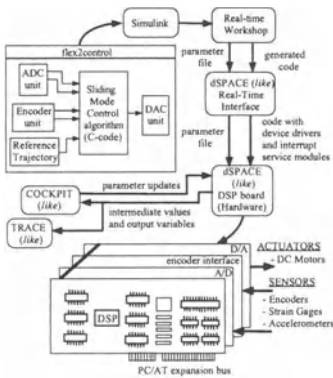 Simulink
Real-time
Workshop
flex2control
ADC
unit
Encoder
unit
Reference
Trajectory
Sliding
Mode
Control
algorithm
(C-code)
DAC
unit
parameter
file
generated
code
dSPACE (like)
Real-Time
Interface
parameter
file
code with
device drivers
and interrupt
service modules
dSPACE
(like)
DSP board
(Hardware)
COCKPIT
(like)
parameter updates
TRACE
(like)
intermediate values
and output variables
D/A
encoder interface
A/D
DSP
PC/AT expansion bus
ACTUATORS
- DC Motors
SENSORS
- Encoders
- Strain Gages
- Accelerometers